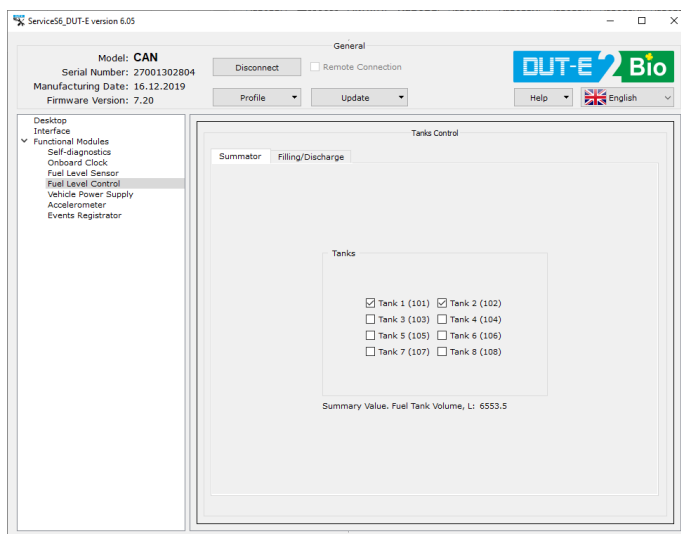 ServiceS6_DUT-E version 6.05
General
Model: CAN
Serial Number: 27001302804
Manufacturing Date: 16.12.2019
Firmware Version: 7.20
Disconnect
Remote Connection
Profile
Update
DUT-E 2 Bio
Help
English
Desktop
Interface
Functional Modules
Self-diagnostics
Onboard Clock
Fuel Level Sensor
Fuel Level Control
Vehicle Power Supply
Accelerometer
Events Registrator
Tanks Control
Summator Filling/Discharge
Tanks
Tank 1 (101) Tank 2 (102)
Tank 3 (103) Tank 4 (104)
Tank 5 (105) Tank 6 (106)
Tank 7 (107) Tank 8 (108)
Summary Value. Fuel Tank Volume, L: 6553.5